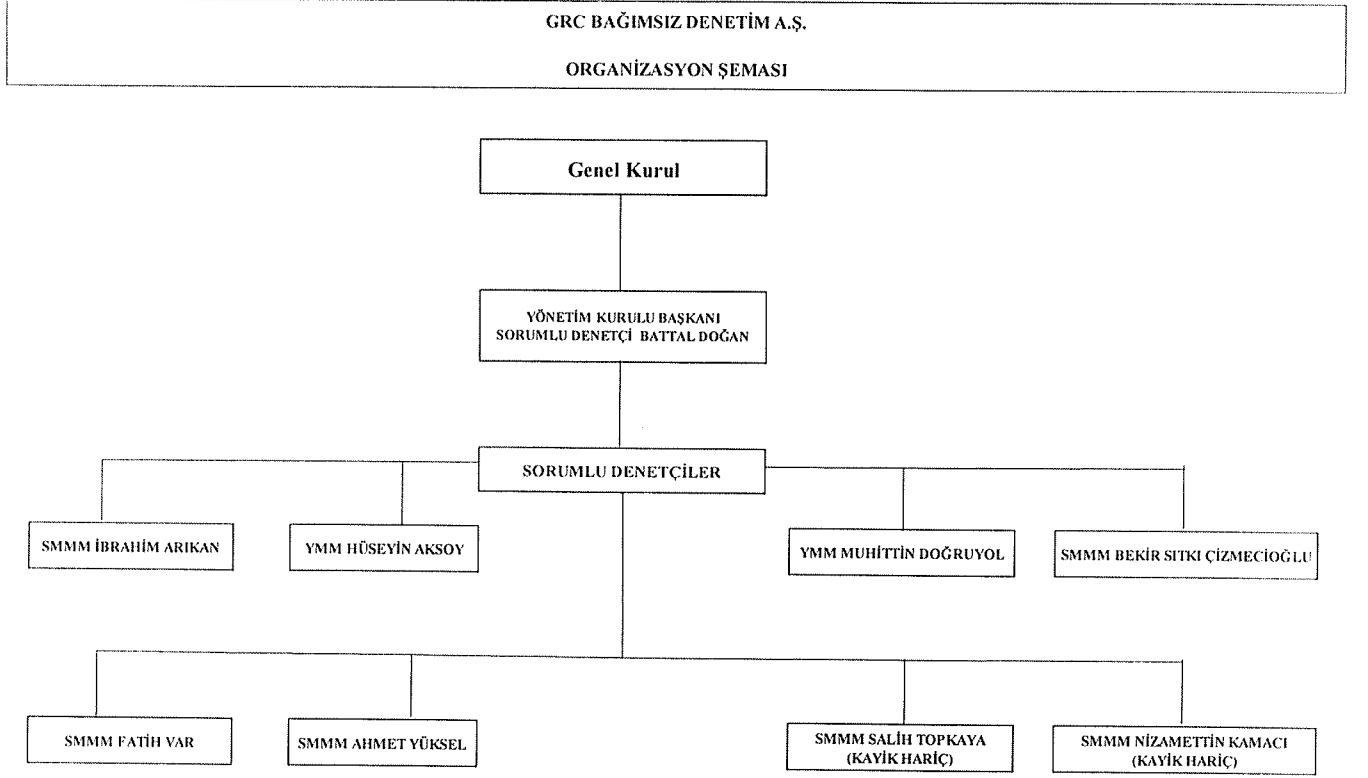 GRC BAĞIMSIZ DENETİM A.Ş.
ORGANİZASYON ŞEMASI
Genel Kurul
YÖNETİM KURULU BAŞKANI
SORUMLU DENETÇİ BATTAL DOĞAN
SORUMLU DENETÇİLER
SMMM İBRAHİM ARIKAN
YMM HÜSEYİN AKSOY
YMM MUHİTTİN DOĞRUYOL
SMMM BEKİR SITKI ÇİZMECİOĞLU
SMMM FATİH VAR
SMMM AHMET YÜKSEL
SMMM SALİH TOPKAYA
(KAYİK HARİÇ)
SMMM NİZAMETTİN KAMACI
(KAYİK HARİÇ)